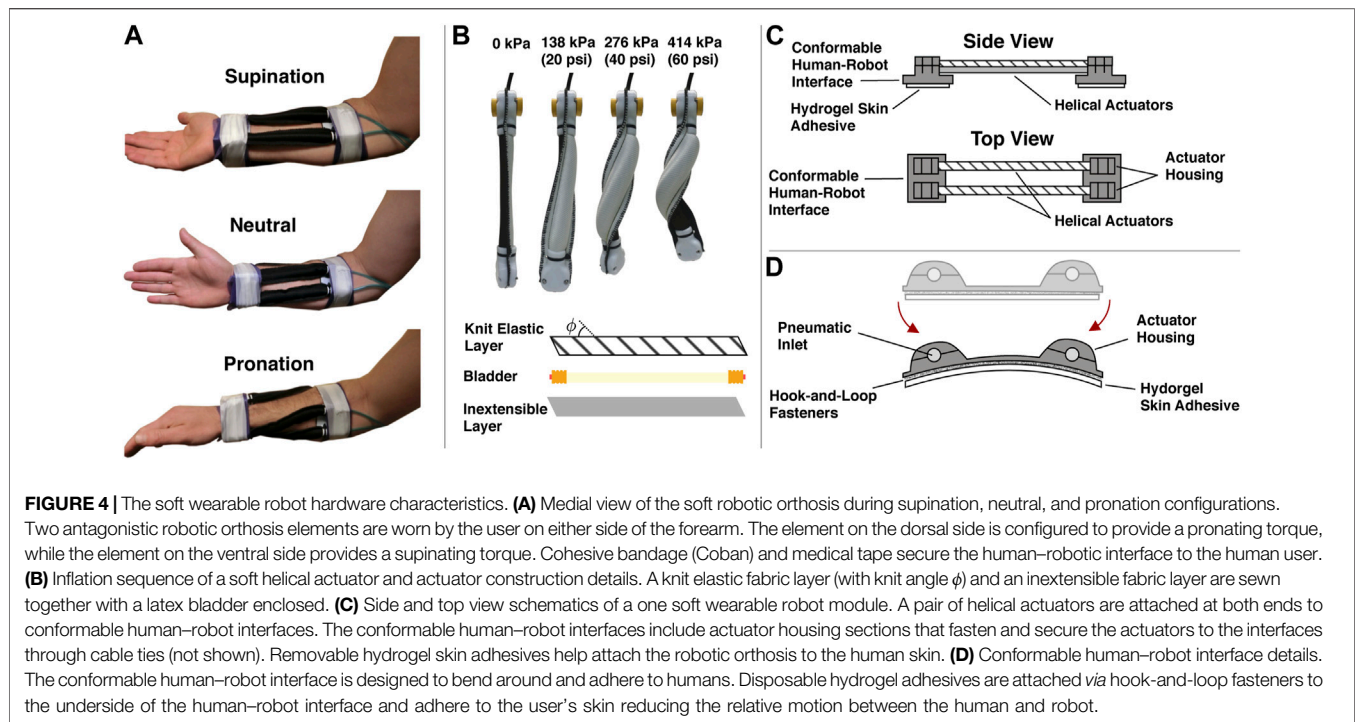 A
Supination
Neutral
Pronation
B
0 kPa 138 kPa 276 kPa 414 kPa
(20 psi) (40 psi) (60 psi)
ϕ
Knit Elastic
Layer
Bladder
Inextensible
Layer
C
Side View
Conformable
Human-Robot
Interface
Hydrogel Skin
Adhesive
Helical Actuators
Top View
Conformable
Human-Robot
Interface
Actuator
Housing
Helical Actuators
D
Pneumatic
Inlet
Actuator
Housing
Hook-and-Loop
Fasteners
Hydorgel
Skin Adhesive
FIGURE 4 | The soft wearable robot hardware characteristics. (A) Medial view of the soft robotic orthosis during supination, neutral, and pronation configurations.
Two antagonistic robotic orthosis elements are worn by the user on either side of the forearm. The element on the dorsal side is configured to provide a pronating torque,
while the element on the ventral side provides a supinating torque. Cohesive bandage (Coban) and medical tape secure the human–robotic interface to the human user.
(B) Inflation sequence of a soft helical actuator and actuator construction details. A knit elastic fabric layer (with knit angle ϕ) and an inextensible fabric layer are sewn
together with a latex bladder enclosed. (C) Side and top view schematics of a one soft wearable robot module. A pair of helical actuators are attached at both ends to
conformable human–robot interfaces. The conformable human–robot interfaces include actuator housing sections that fasten and secure the actuators to the interfaces
through cable ties (not shown). Removable hydrogel skin adhesives help attach the robotic orthosis to the human skin. (D) Conformable human–robot interface details.
The conformable human–robot interface is designed to bend around and adhere to humans. Disposable hydrogel adhesives are attached via hook-and-loop fasteners to
the underside of the human–robot interface and adhere to the user's skin reducing the relative motion between the human and robot.